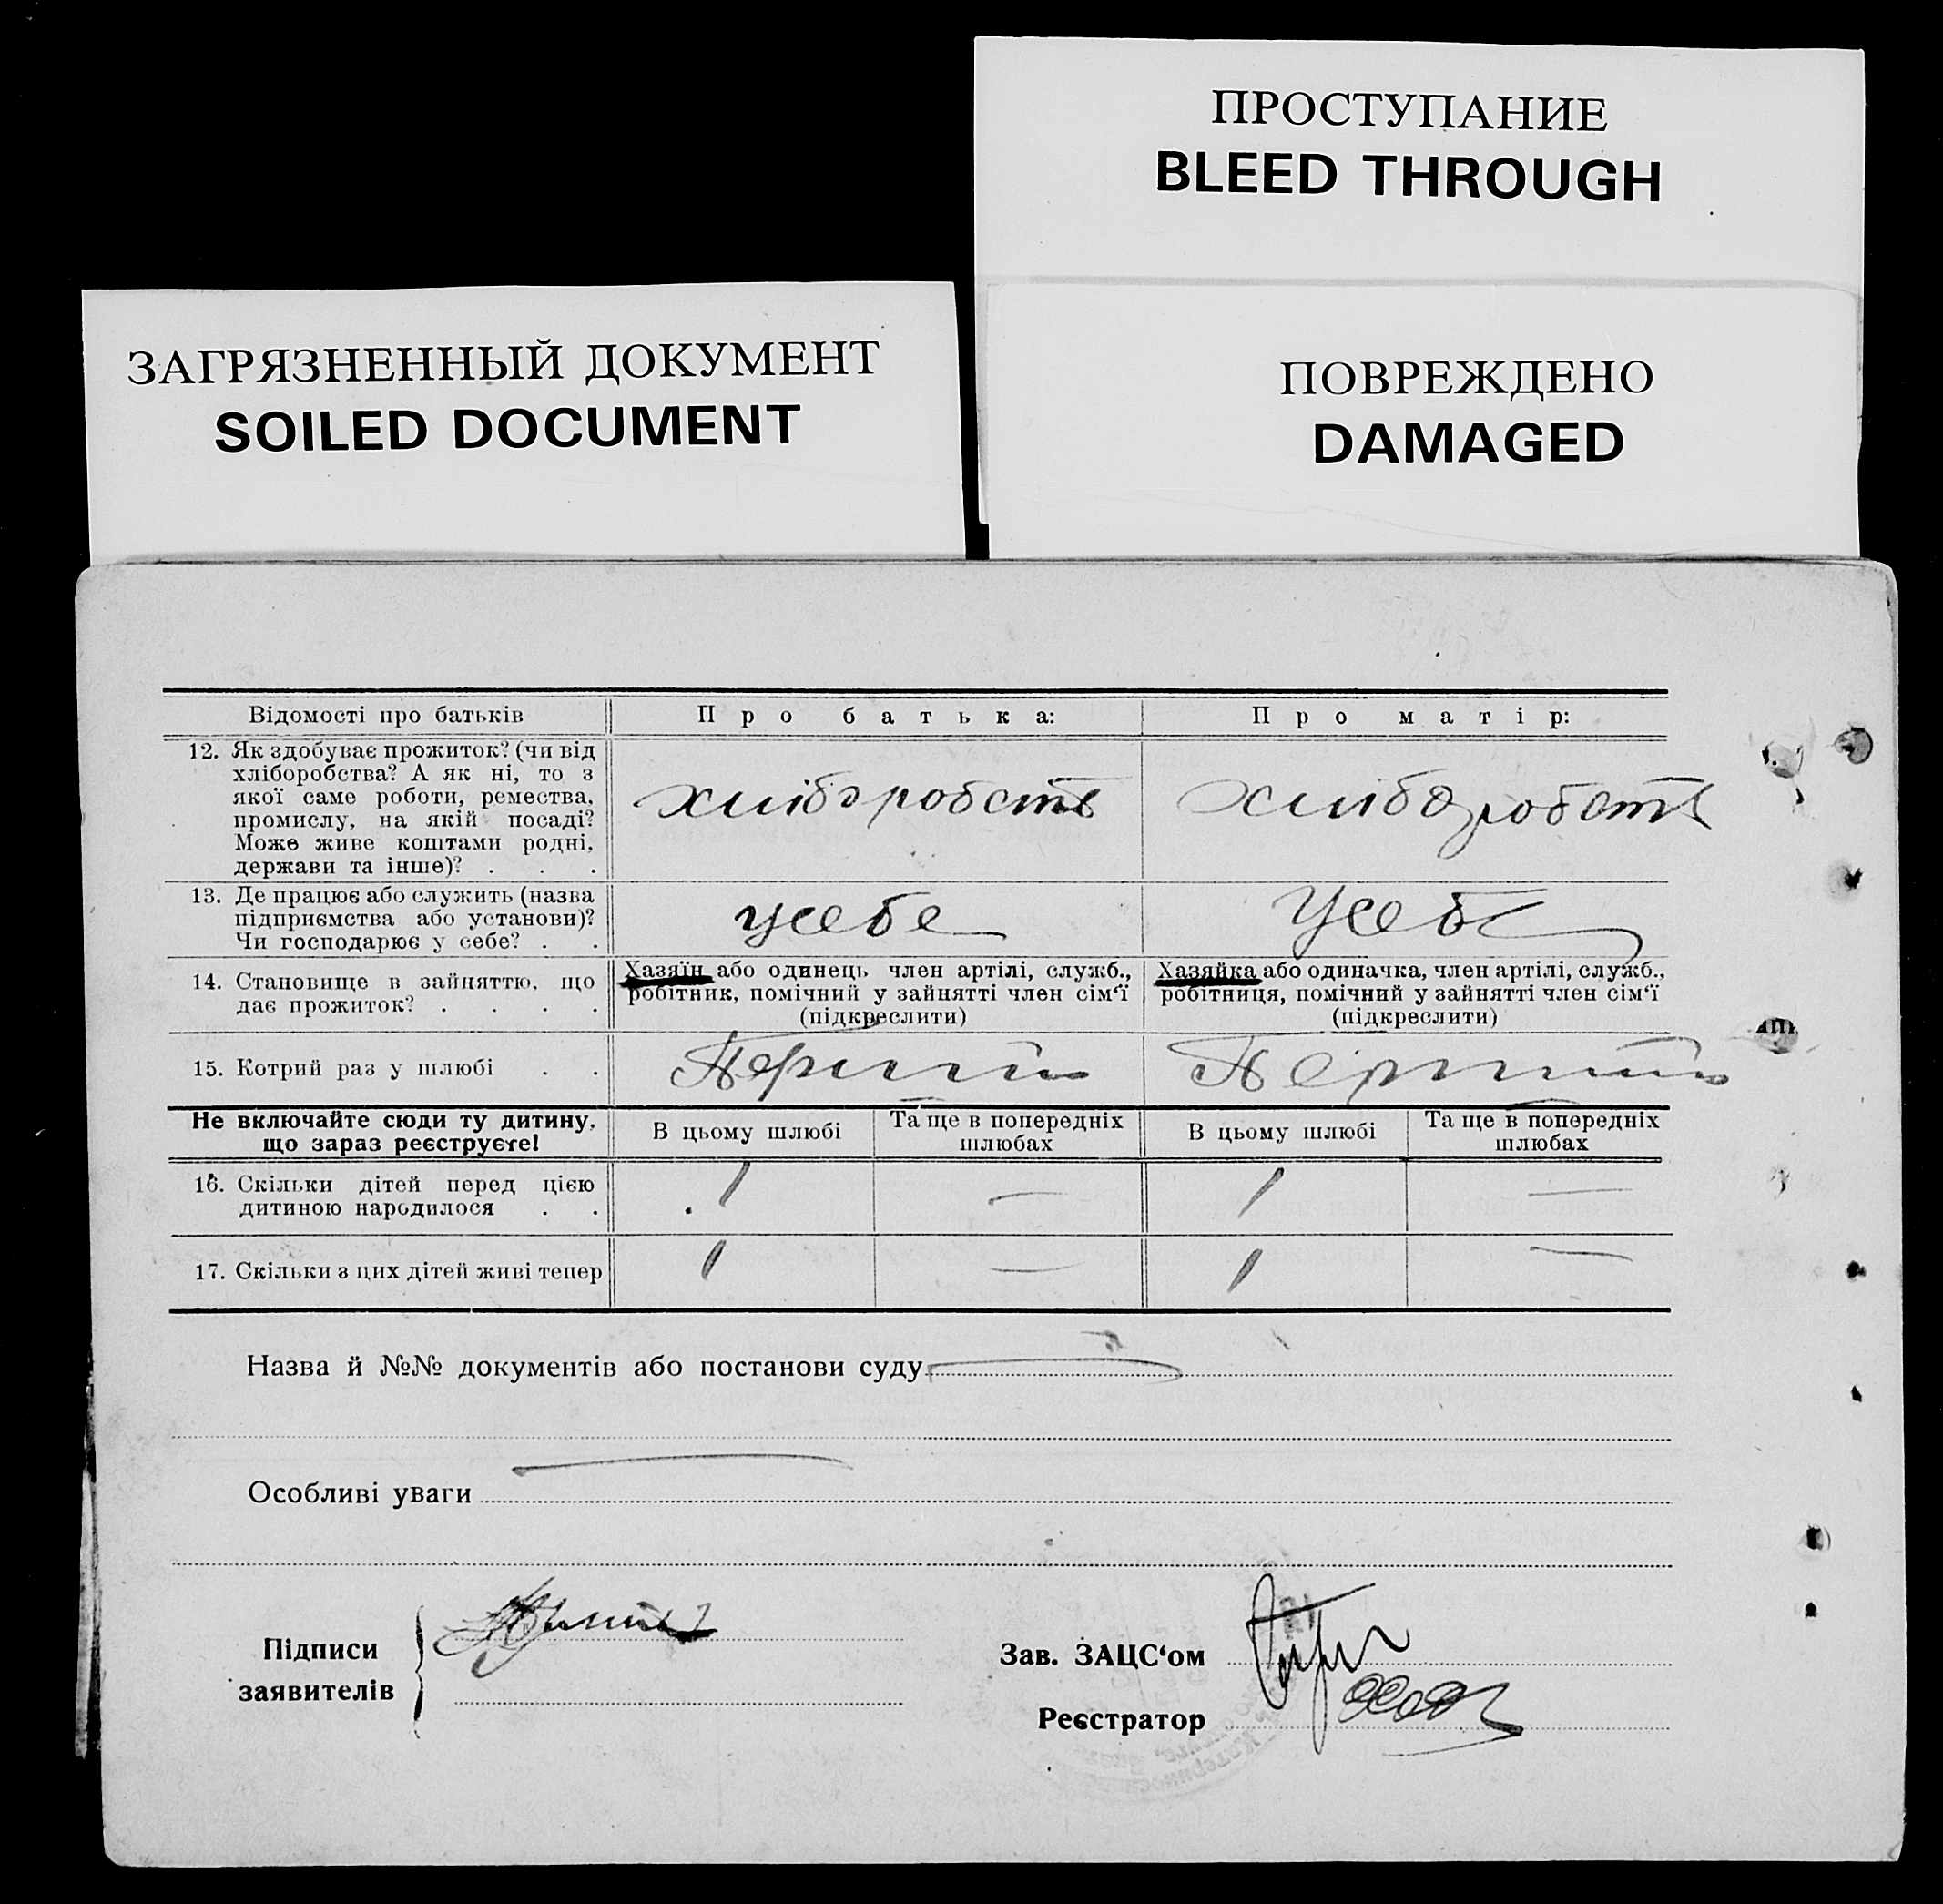 ПРОСТУПАНИЕ
BLEED THROUGH
ЗАГРЯЗНЕННЫЙ ДОКУМЕНТ
SOILED DOCUMENT
ПОВРЕЖДЕНО
DAMAGED
Відомості про батьків
Про батька:
Про матір:
12. Як здобуває прожиток? (чи від
хліборобства? А як ні, то з
якої саме роботи, ремества,
промислу, на якій посаді?
Може живе коштами родні,
держави та інше)? . . .
хліборобств
хліборобств
13. Де працює або служить (назва
підприємства або установи)?
Чи господарює у себе? . .
усебе
Усебе
14. Становище в зайняттю, що
дає прожиток? . . . .
Хазяїн або одинець член артілі, служб.,
робітник, помічний у зайнятті член сім‘ї
(підкреслити)
Хазяйка або одиначка, член артілі, служб.,
робітниця, помічний у зайнятті член сім‘ї
(підкреслити)
15. Котрий раз у шлюбі . .
Перший
Перший
Не включайте сюди ту дитину,
що зараз реєструєте!
В цьому шлюбі
Та ще в попередніх
шлюбах
В цьому шлюбі
Та ще в попередніх
шлюбах
16. Скільки дітей перед цією
дитиною народилося . .
1 — 1 —
17. Скільки з цих дітей живі тепер
1 — 1 —
Назва й №№ документів або постанови суду
Особливі уваги
Підписи
заявителів
Зав. ЗАЦС‘ом
Реєстратор